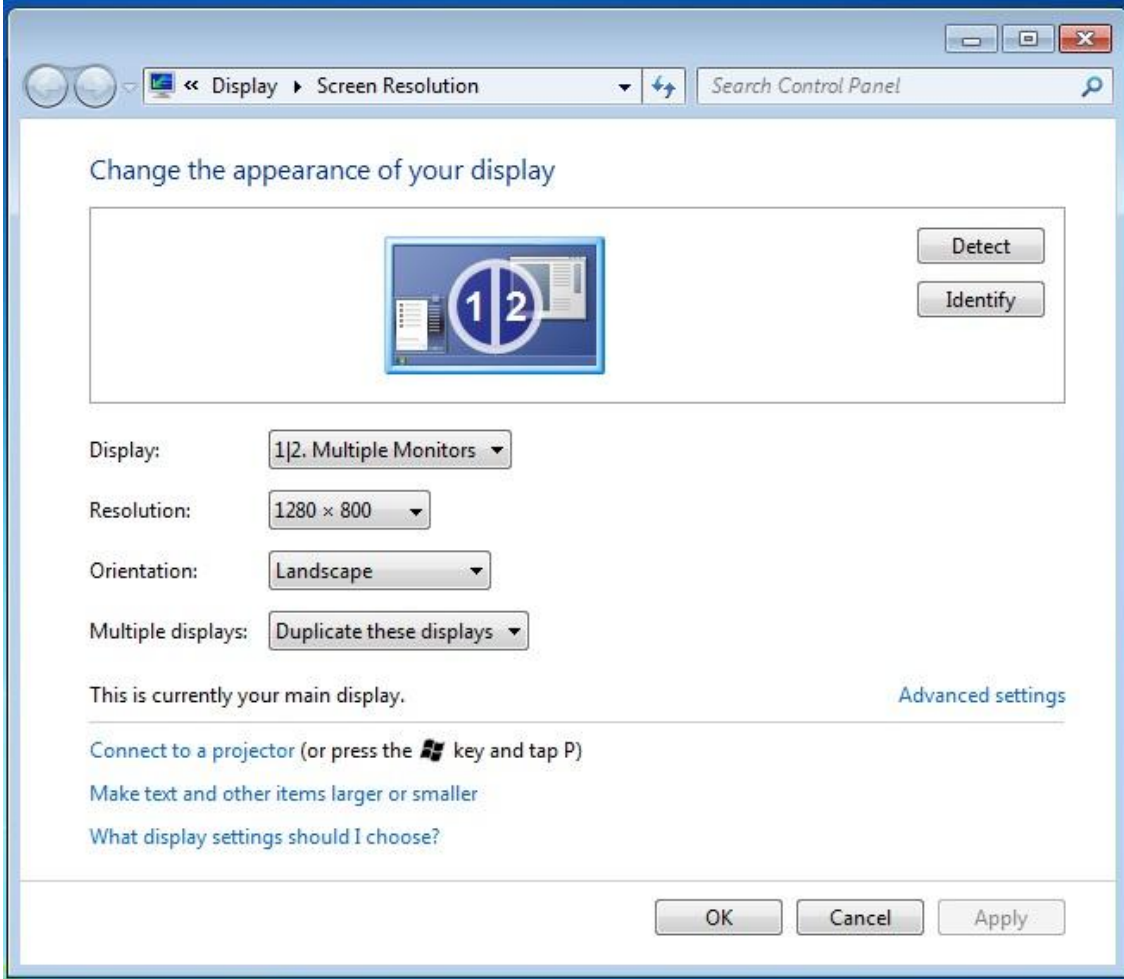 « Display ▸ Screen Resolution Search Control Panel
Change the appearance of your display
1 2
Detect
Identify
Display: 1|2. Multiple Monitors
Resolution: 1280 × 800
Orientation: Landscape
Multiple displays: Duplicate these displays
This is currently your main display. Advanced settings
Connect to a projector (or press the key and tap P)
Make text and other items larger or smaller
What display settings should I choose?
OK Cancel Apply